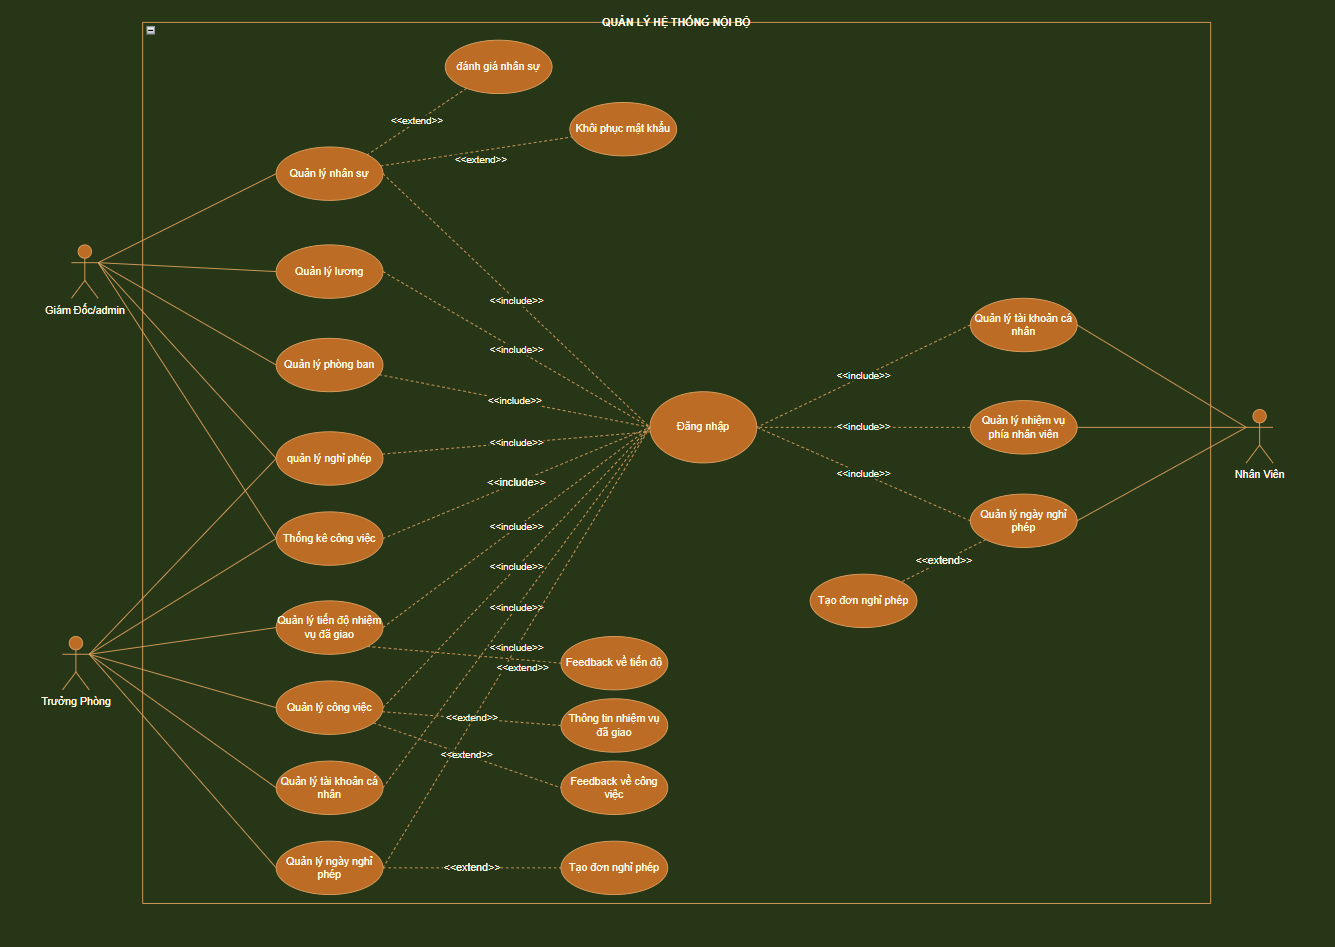 QUẢN LÝ HỆ THỐNG NỘI BỘ
đánh giá nhân sự
<<extend>>
Khôi phục mật khẩu
<<extend>>
Quản lý nhân sự
Quản lý lương
<<include>>
Giám Đốc/admin
Quản lý tài khoản cá
nhân
<<include>>
Quản lý phòng ban
<<include>>
<<include>>
Đăng nhập
<<include>>
Quản lý nhiệm vụ
phía nhân viên
<<include>>
quản lý nghỉ phép
<<include>>
Nhân Viên
<<include>>
Quản lý ngày nghỉ
phép
Thống kê công việc
<<include>>
<<extend>>
<<include>>
Tạo đơn nghỉ phép
<<include>>
Quản lý tiến độ nhiệm
vụ đã giao
<<include>>
<<extend>>
Feedback về tiến độ
Trưởng Phòng
Quản lý công việc
<<extend>>
Thông tin nhiệm vụ
đã giao
<<extend>>
Quản lý tài khoản cá
nhân
Feedback về công
việc
Quản lý ngày nghỉ
phép
<<extend>>
Tạo đơn nghỉ phép